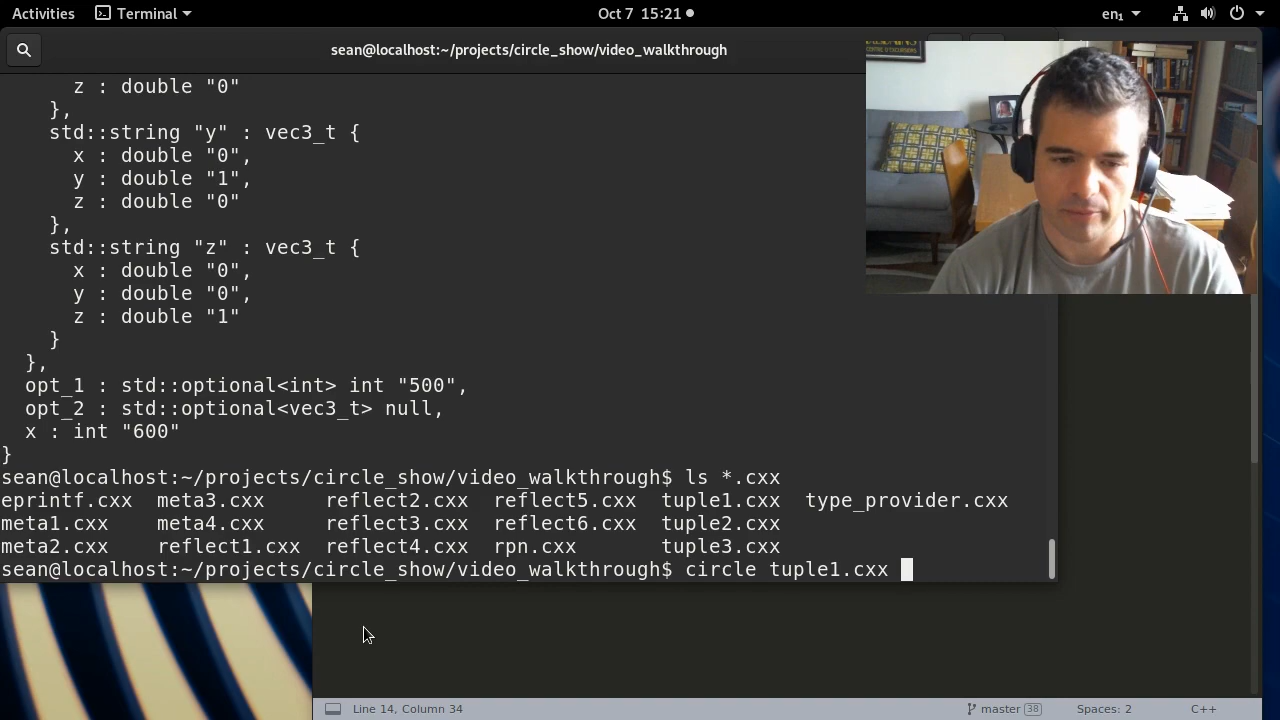 Activities Terminal Oct 7 15:21 en₁
sean@localhost:~/projects/circle_show/video_walkthrough
z : double "0"
},
std::string "y" : vec3_t {
x : double "0",
y : double "1",
z : double "0"
},
std::string "z" : vec3_t {
x : double "0",
y : double "0",
z : double "1"
}
},
opt_1 : std::optional<int> int "500",
opt_2 : std::optional<vec3_t> null,
x : int "600"
}
sean@localhost:~/projects/circle_show/video_walkthrough$ ls *.cxx
eprintf.cxx meta3.cxx reflect2.cxx reflect5.cxx tuple1.cxx type_provider.cxx
meta1.cxx meta4.cxx reflect3.cxx reflect6.cxx tuple2.cxx
meta2.cxx reflect1.cxx reflect4.cxx rpn.cxx tuple3.cxx
sean@localhost:~/projects/circle_show/video_walkthrough$ circle tuple1.cxx
Line 14, Column 34 master 38 Spaces: 2 C++